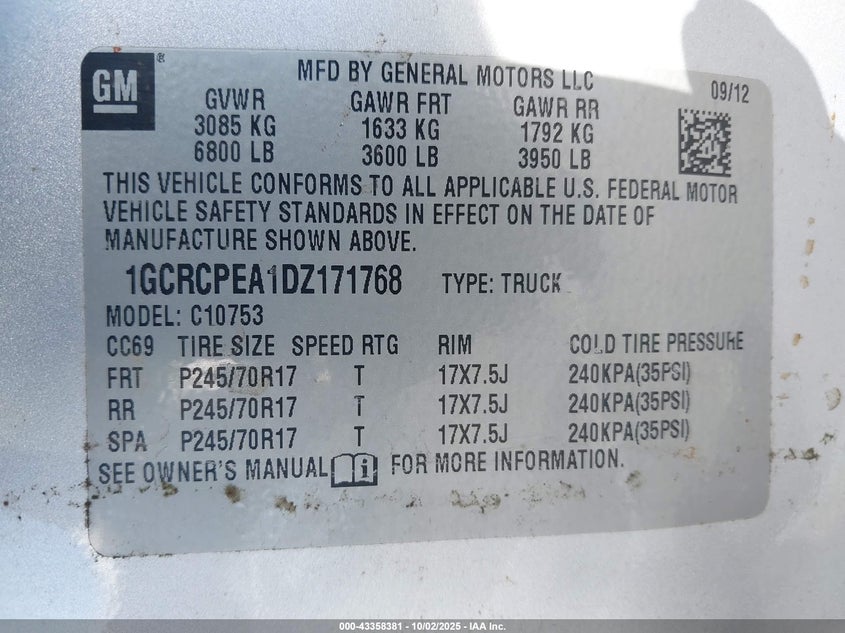 GM ®
MFD BY GENERAL MOTORS LLC
09/12
GVWR GAWR FRT GAWR RR
3085 KG 1633 KG 1792 KG
6800 LB 3600 LB 3950 LB
THIS VEHICLE CONFORMS TO ALL APPLICABLE U.S. FEDERAL MOTOR
VEHICLE SAFETY STANDARDS IN EFFECT ON THE DATE OF
MANUFACTURE SHOWN ABOVE.
1GCRCPEA1DZ171768 TYPE: TRUCK
MODEL: C10753
CC69 TIRE SIZE SPEED RTG RIM COLD TIRE PRESSURE
FRT P245/70R17 T 17X7.5J 240KPA(35PSI)
RR P245/70R17 T 17X7.5J 240KPA(35PSI)
SPA P245/70R17 T 17X7.5J 240KPA(35PSI)
SEE OWNER'S MANUAL i FOR MORE INFORMATION.
000-43358381 - 10/02/2025 - IAA Inc.